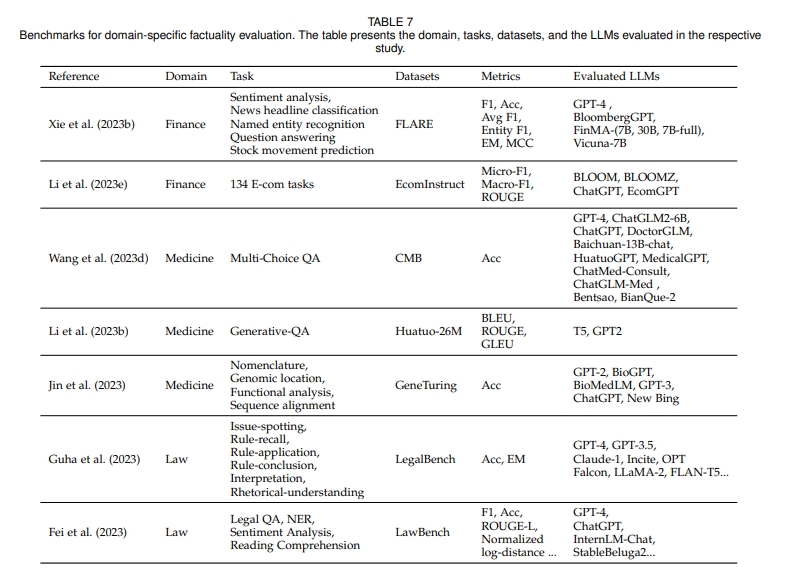 TABLE 7
Benchmarks for domain-specific factuality evaluation. The table presents the domain, tasks, datasets, and the LLMs evaluated in the respective
study.
Reference Domain Task Datasets Metrics Evaluated LLMs
Xie et al. (2023b) Finance
Sentiment analysis,
News headline classification
Named entity recognition
Question answering
Stock movement prediction
FLARE
F1, Acc,
Avg F1,
Entity F1,
EM, MCC
GPT-4 ,
BloombergGPT,
FinMA-(7B, 30B, 7B-full),
Vicuna-7B
Li et al. (2023e) Finance 134 E-com tasks EcomInstruct
Micro-F1,
Macro-F1,
ROUGE
BLOOM, BLOOMZ,
ChatGPT, EcomGPT
Wang et al. (2023d) Medicine Multi-Choice QA CMB Acc
GPT-4, ChatGLM2-6B,
ChatGPT, DoctorGLM,
Baichuan-13B-chat,
HuatuoGPT, MedicalGPT,
ChatMed-Consult,
ChatGLM-Med ,
Bentsao, BianQue-2
Li et al. (2023b) Medicine Generative-QA Huatuo-26M
BLEU,
ROUGE,
GLEU
T5, GPT2
Jin et al. (2023) Medicine
Nomenclature,
Genomic location,
Functional analysis,
Sequence alignment
GeneTuring Acc
GPT-2, BioGPT,
BioMedLM, GPT-3,
ChatGPT, New Bing
Guha et al. (2023) Law
Issue-spotting,
Rule-recall,
Rule-application,
Rule-conclusion,
Interpretation,
Rhetorical-understanding
LegalBench Acc, EM
GPT-4, GPT-3.5,
Claude-1, Incite, OPT
Falcon, LLaMA-2, FLAN-T5...
Fei et al. (2023) Law
Legal QA, NER,
Sentiment Analysis,
Reading Comprehension
LawBench
F1, Acc,
ROUGE-L,
Normalized
log-distance ...
GPT-4,
ChatGPT,
InternLM-Chat,
StableBeluga2...